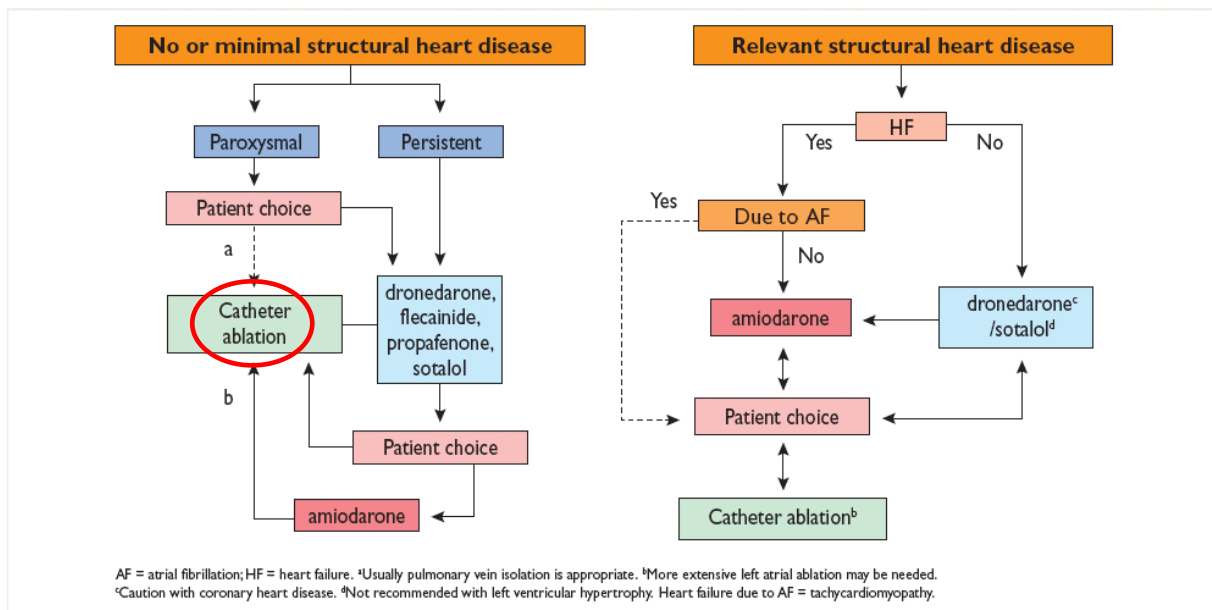 No or minimal structural heart disease
Paroxysmal
Persistent
Patient choice
a
Catheter
ablation
dronedarone,
flecainide,
propafenone,
sotalol
b
Patient choice
amiodarone
Relevant structural heart disease
HF
Yes
No
Yes
Due to AF
No
amiodarone
dronedaroneᶜ
/sotalolᵈ
Patient choice
Catheter ablationᵇ
AF = atrial fibrillation; HF = heart failure. ᵃUsually pulmonary vein isolation is appropriate. ᵇMore extensive left atrial ablation may be needed.
ᶜCaution with coronary heart disease. ᵈNot recommended with left ventricular hypertrophy. Heart failure due to AF = tachycardiomyopathy.